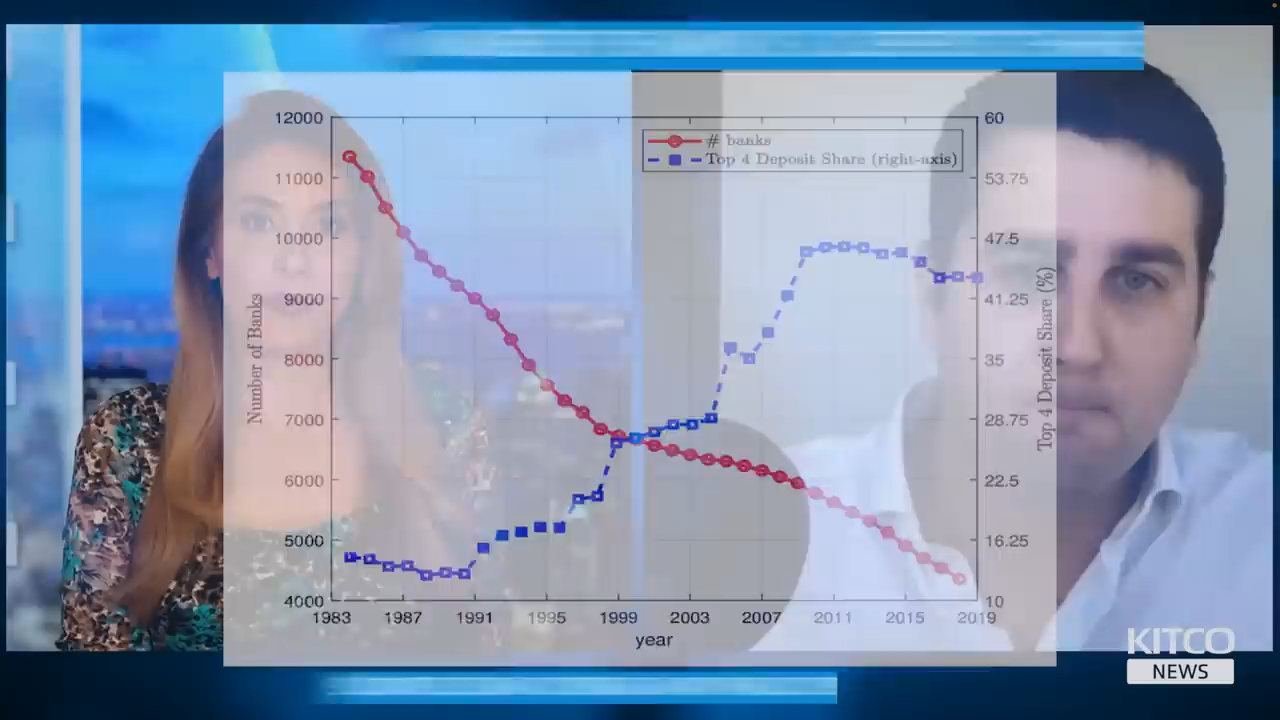 12000
11000
10000
9000
8000
7000
6000
5000
4000
Number of Banks
# banks
Top 4 Deposit Share (right-axis)
60
53.75
47.5
41.25
35
28.75
22.5
16.25
10
Top 4 Deposit Share (%)
1983 1987 1991 1995 1999 2003 2007 2011 2015 2019
year
KITCO
NEWS